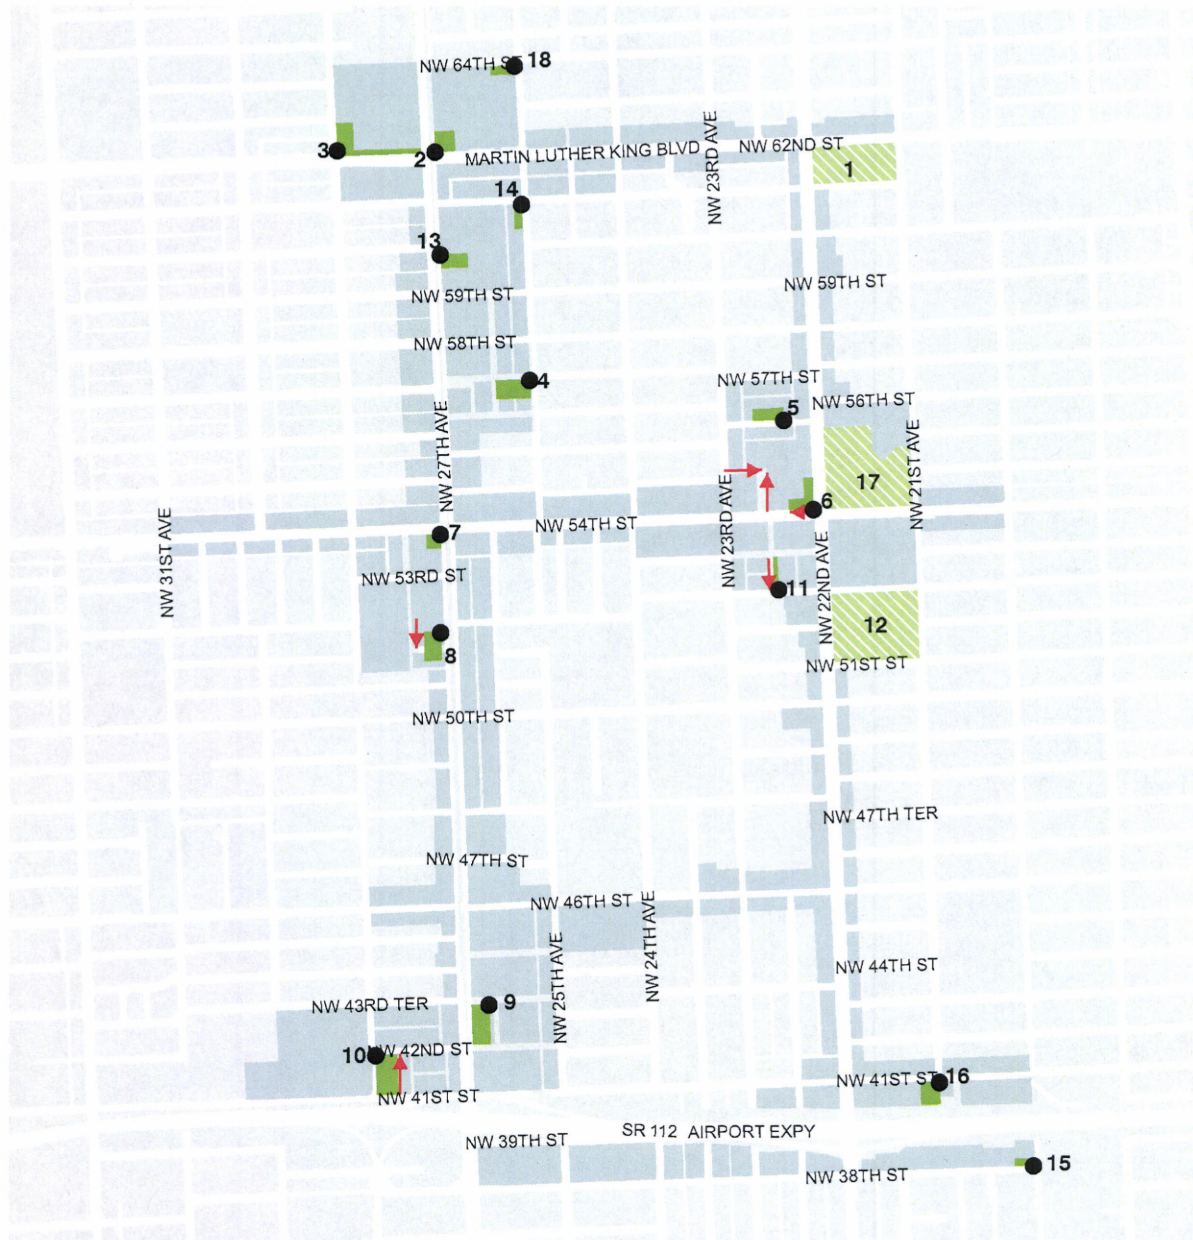 NW 64TH S
18
3
2
MARTIN LUTHER KING BLVD
NW 23RD AVE
NW 62ND ST
1
14
13
NW 59TH ST
NW 59TH ST
NW 58TH ST
4
NW 57TH ST
5
NW 56TH ST
NW 27TH AVE
17
NW 21ST AVE
6
NW 23RD AVE
NW 31ST AVE
7
NW 54TH ST
NW 53RD ST
11
NW 22ND AVE
12
8
NW 51ST ST
NW 50TH ST
NW 47TH TER
NW 47TH ST
NW 46TH ST
NW 24TH AVE
NW 25TH AVE
NW 44TH ST
NW 43RD TER
9
10
NW 42ND ST
NW 41ST ST
NW 41ST ST
16
SR 112 AIRPORT EXPY
NW 39TH ST
NW 38TH ST
15